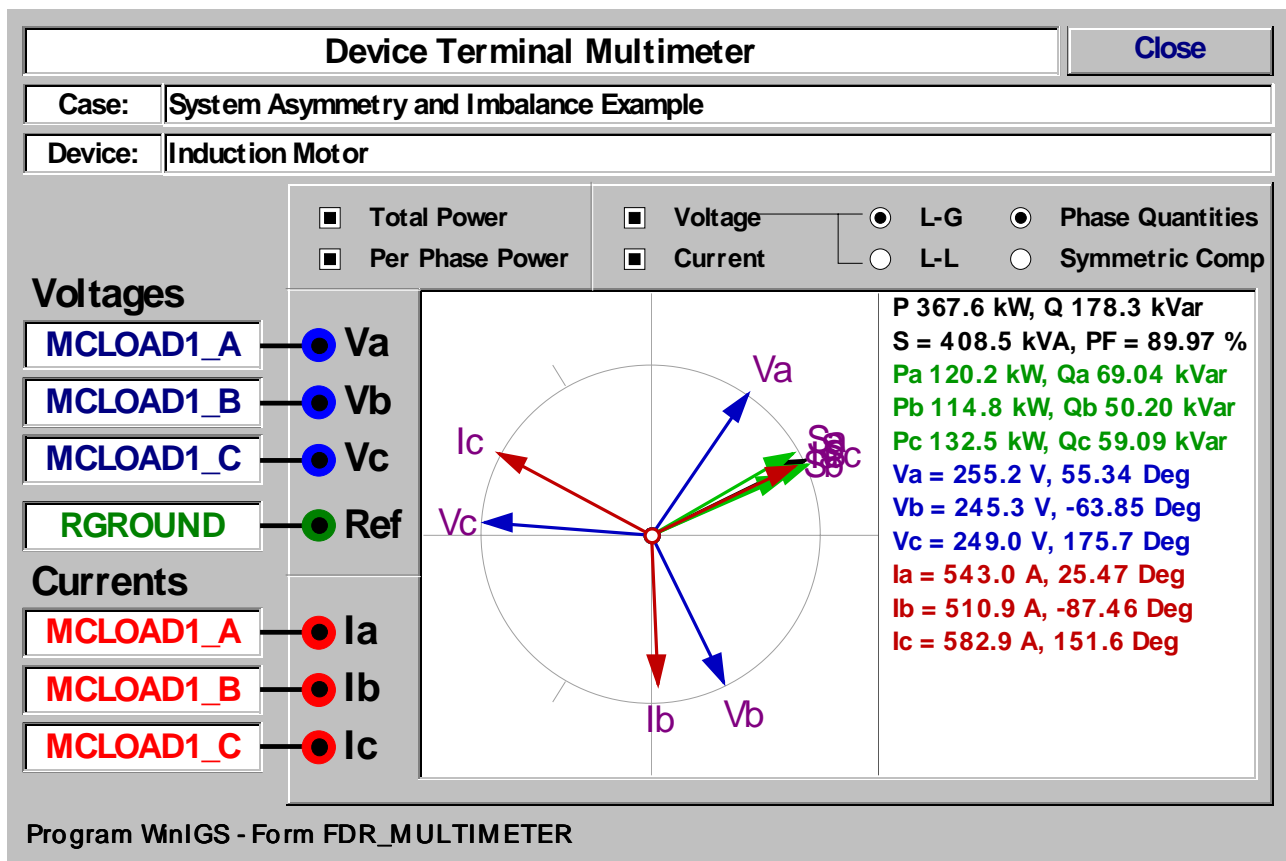 Device Terminal Multimeter
Close
Case: System Asymmetry and Imbalance Example
Device: Induction Motor
Total Power
Voltage
L-G
Phase Quantities
Per Phase Power
Current
L-L
Symmetric Comp
Voltages
MCLOAD1_A
Va
MCLOAD1_B
Vb
MCLOAD1_C
Vc
RGROUND
Ref
Currents
MCLOAD1_A
Ia
MCLOAD1_B
Ib
MCLOAD1_C
Ic
Va
Ic
Sa
Sb
Vc
Ib
Vb
P 367.6 kW, Q 178.3 kVar
S = 408.5 kVA, PF = 89.97 %
Pa 120.2 kW, Qa 69.04 kVar
Pb 114.8 kW, Qb 50.20 kVar
Pc 132.5 kW, Qc 59.09 kVar
Va = 255.2 V, 55.34 Deg
Vb = 245.3 V, -63.85 Deg
Vc = 249.0 V, 175.7 Deg
Ia = 543.0 A, 25.47 Deg
Ib = 510.9 A, -87.46 Deg
Ic = 582.9 A, 151.6 Deg
Program WinIGS - Form FDR_MULTIMETER